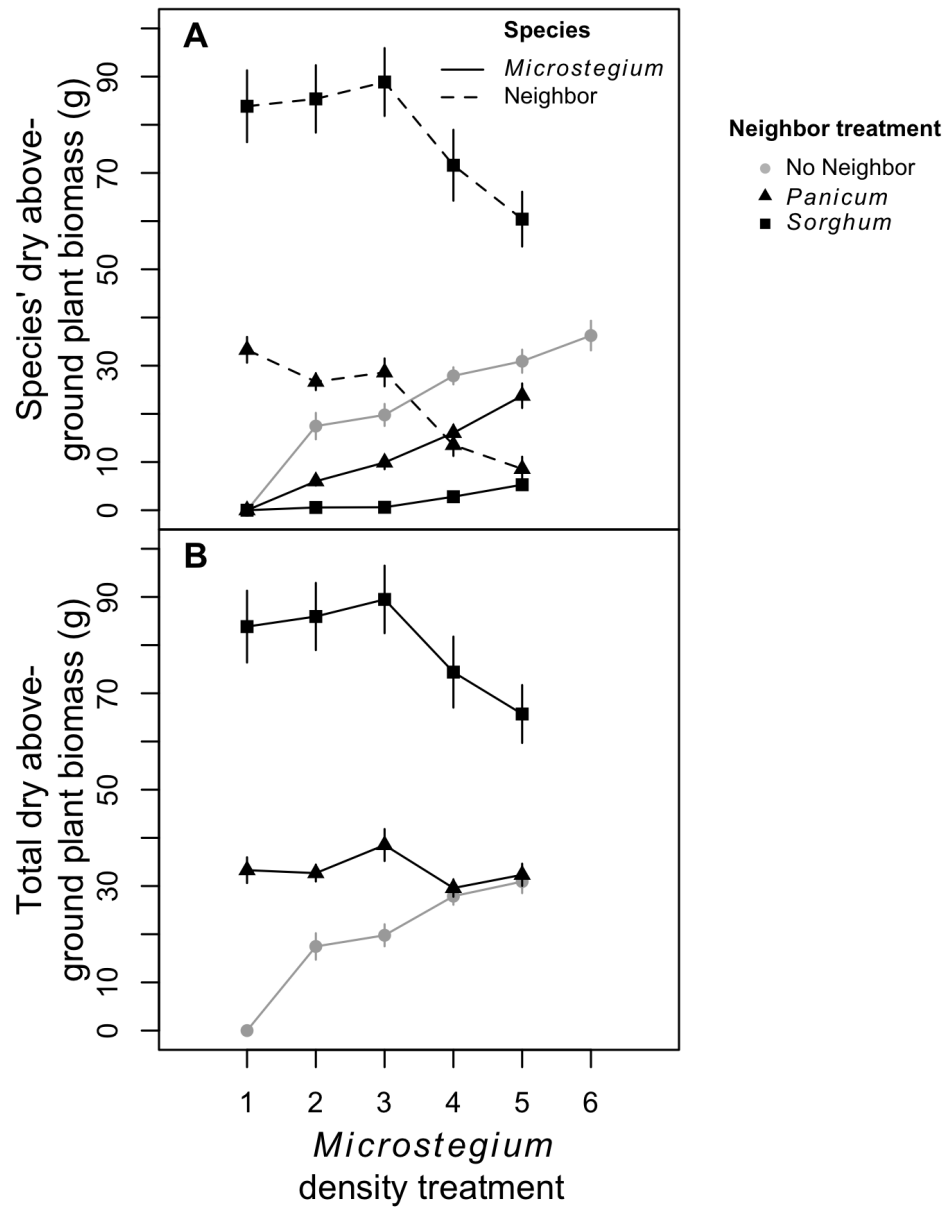 A
Species
Microstegium
Neighbor
Species' dry above-
ground plant biomass (g)
90
70
50
30
10
0
Neighbor treatment
No Neighbor
Panicum
Sorghum
B
Total dry above-
ground plant biomass (g)
90
70
50
30
10
0
1 2 3 4 5 6
Microstegium
density treatment